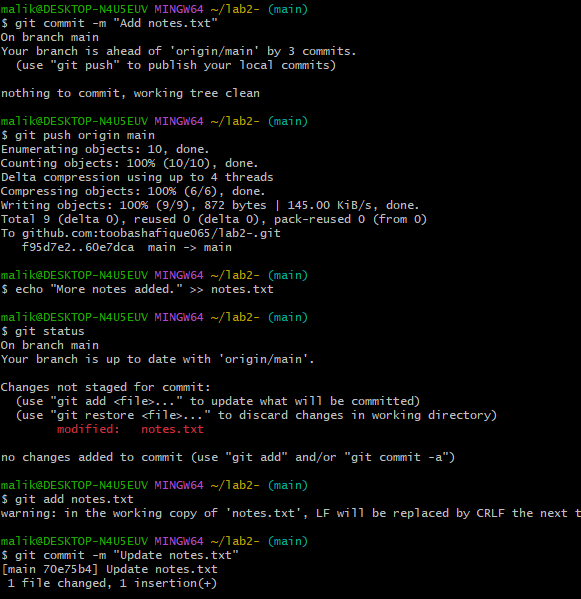 malik@DESKTOP-N4U5EUV MINGW64 ~/lab2- (main)
$ git commit -m "Add notes.txt"
On branch main
Your branch is ahead of 'origin/main' by 3 commits.
  (use "git push" to publish your local commits)

nothing to commit, working tree clean

malik@DESKTOP-N4U5EUV MINGW64 ~/lab2- (main)
$ git push origin main
Enumerating objects: 10, done.
Counting objects: 100% (10/10), done.
Delta compression using up to 4 threads
Compressing objects: 100% (6/6), done.
Writing objects: 100% (9/9), 872 bytes | 145.00 KiB/s, done.
Total 9 (delta 0), reused 0 (delta 0), pack-reused 0 (from 0)
To github.com:toobashafique065/lab2-.git
   f95d7e2..60e7dca  main -> main

malik@DESKTOP-N4U5EUV MINGW64 ~/lab2- (main)
$ echo "More notes added." >> notes.txt

malik@DESKTOP-N4U5EUV MINGW64 ~/lab2- (main)
$ git status
On branch main
Your branch is up to date with 'origin/main'.

Changes not staged for commit:
  (use "git add <file>..." to update what will be committed)
  (use "git restore <file>..." to discard changes in working directory)
        modified:   notes.txt

no changes added to commit (use "git add" and/or "git commit -a")

malik@DESKTOP-N4U5EUV MINGW64 ~/lab2- (main)
$ git add notes.txt
warning: in the working copy of 'notes.txt', LF will be replaced by CRLF the next t

malik@DESKTOP-N4U5EUV MINGW64 ~/lab2- (main)
$ git commit -m "Update notes.txt"
[main 70e75b4] Update notes.txt
 1 file changed, 1 insertion(+)